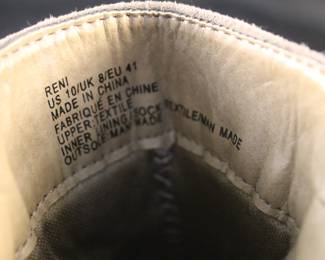 RENI
US 10/UK 8/EU 41
MADE IN CHINA
FABRIQUÉ EN CHINE
UPPER:TEXTILE
INNER LINING/SOCK:TEXTILE/MAN MADE
OUTSOLE:MAN MADE